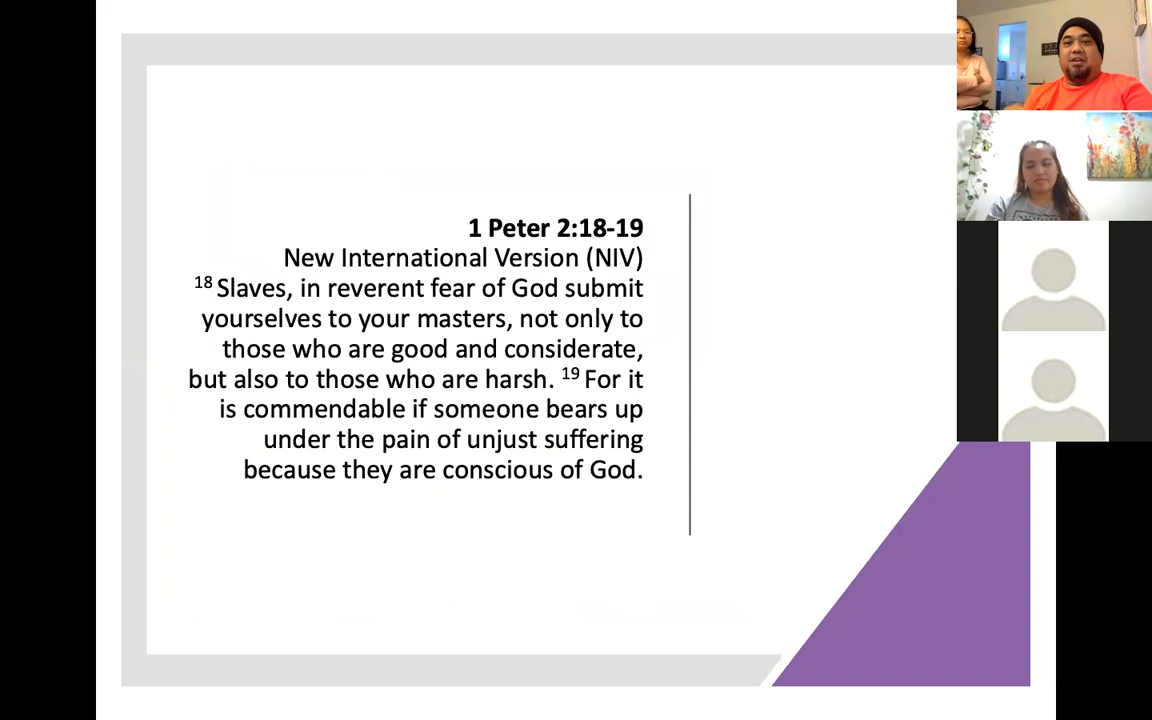 1 Peter 2:18-19
New International Version (NIV)
18 Slaves, in reverent fear of God submit
yourselves to your masters, not only to
those who are good and considerate,
but also to those who are harsh. 19 For it
is commendable if someone bears up
under the pain of unjust suffering
because they are conscious of God.